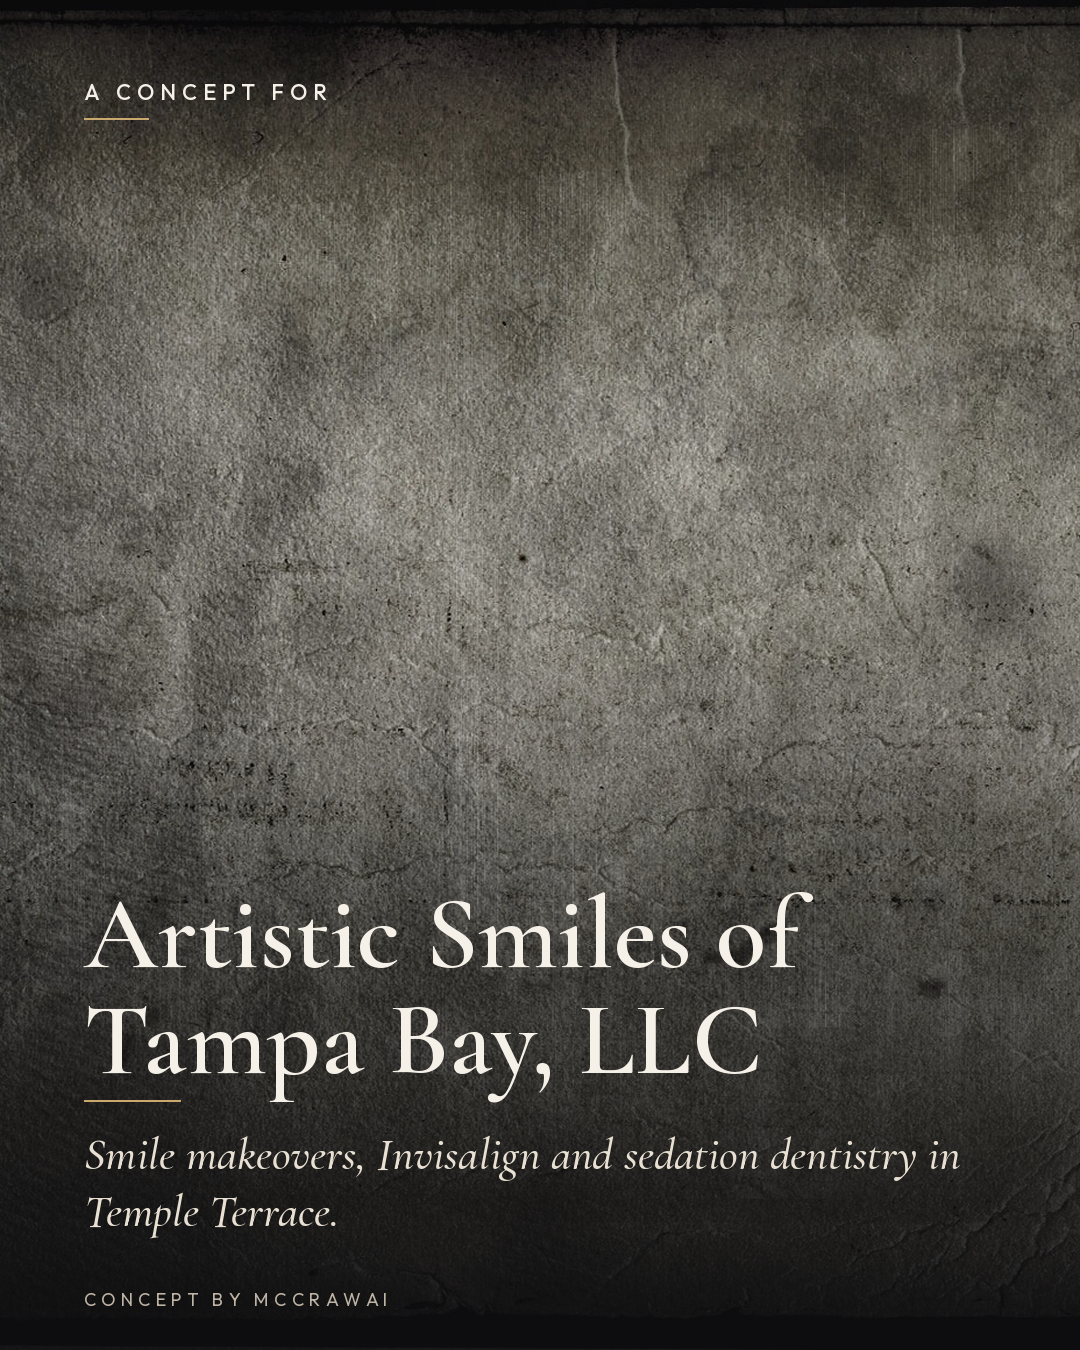 A CONCEPT FOR
Artistic Smiles of
Tampa Bay, LLC
Smile makeovers, Invisalign and sedation dentistry in
Temple Terrace.
CONCEPT BY MCCRAWAI